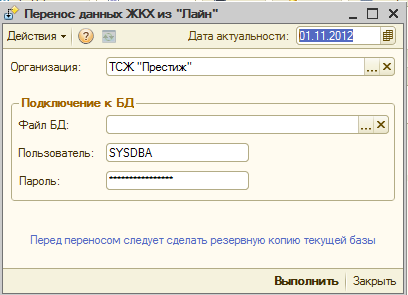 Перенос данных ЖКХ из "Лайн"
Действия Дата актуальности: 01.11.2012
Организация: ТСЖ "Престиж"
Подключение к БД
Файл БД:
Пользователь: SYSDBA
Пароль: ***************
Перед переносом следует сделать резервную копию текущей базы
Выполнить Закрыть